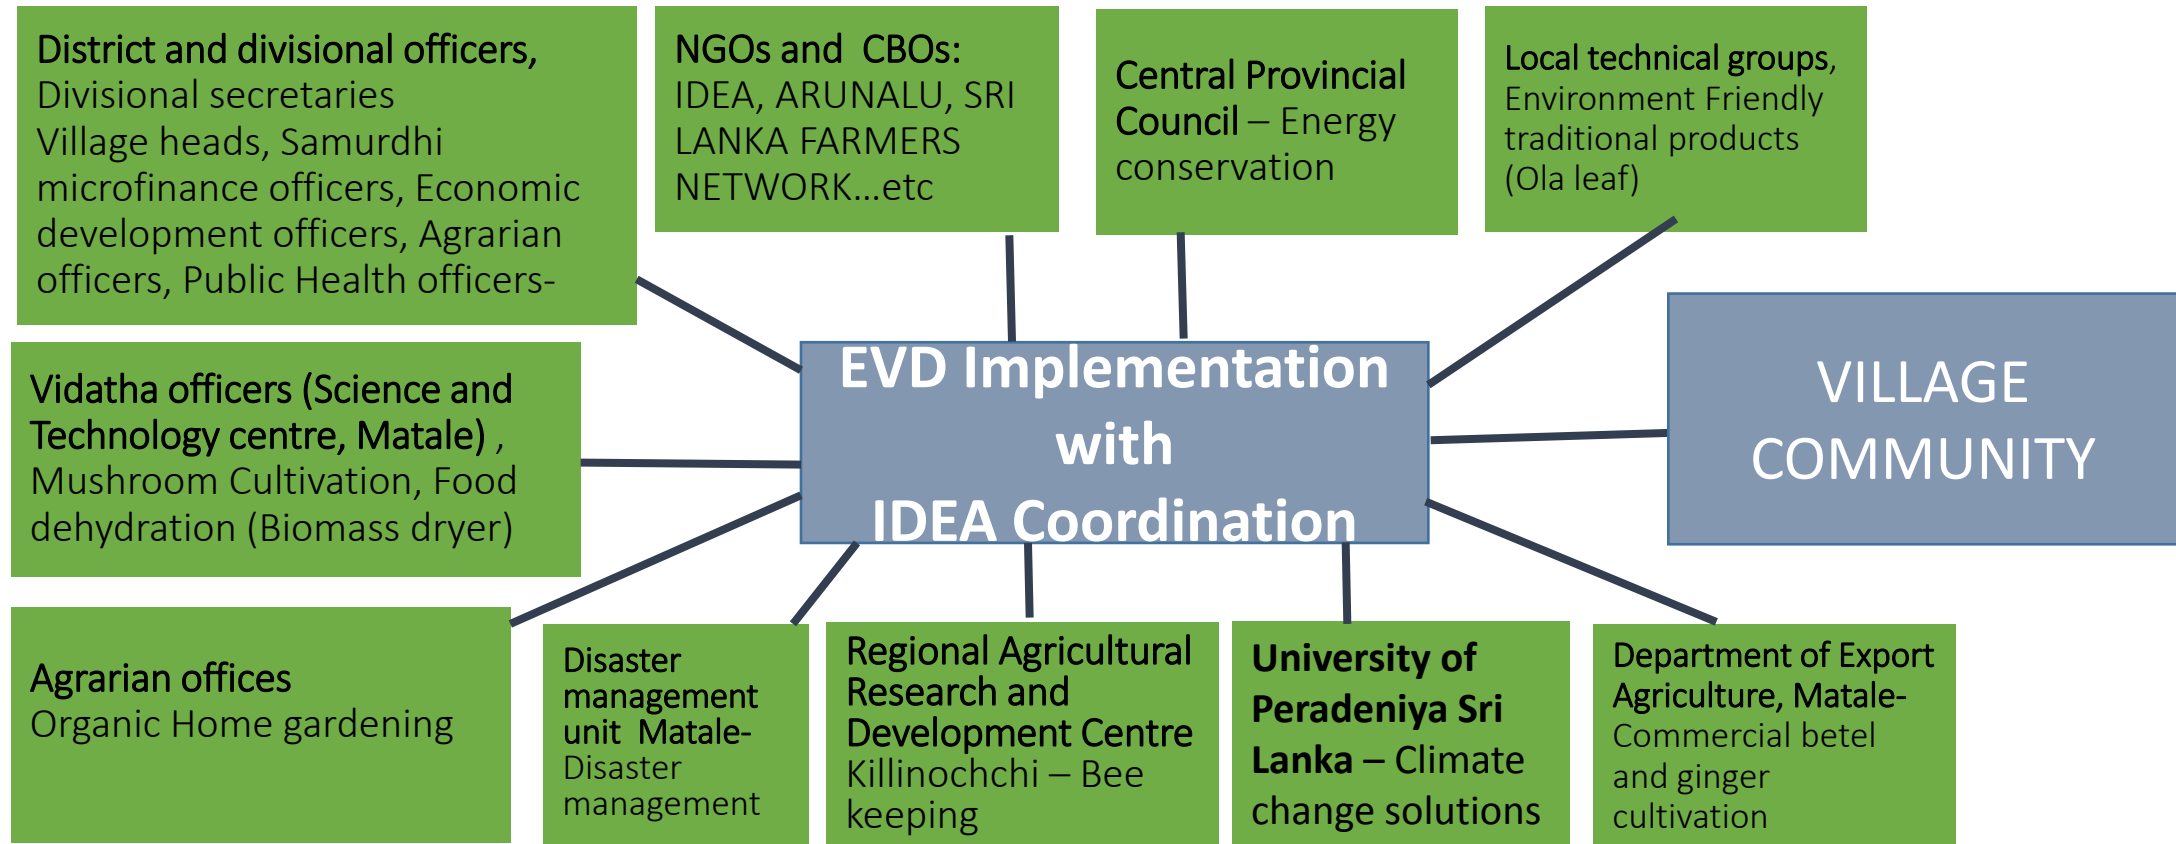 District and divisional officers,
Divisional secretaries
Village heads, Samurdhi
microfinance officers, Economic
development officers, Agrarian
officers, Public Health officers-
NGOs and CBOs:
IDEA, ARUNALU, SRI
LANKA FARMERS
NETWORK...etc
Central Provincial
Council – Energy
conservation
Local technical groups,
Environment Friendly
traditional products
(Ola leaf)
Vidatha officers (Science and
Technology centre, Matale) ,
Mushroom Cultivation, Food
dehydration (Biomass dryer)
EVD Implementation
with
IDEA Coordination
VILLAGE
COMMUNITY
Agrarian offices
Organic Home gardening
Disaster
management
unit Matale-
Disaster
management
Regional Agricultural
Research and
Development Centre
Killinochchi – Bee
keeping
University of
Peradeniya Sri
Lanka – Climate
change solutions
Department of Export
Agriculture, Matale-
Commercial betel
and ginger
cultivation